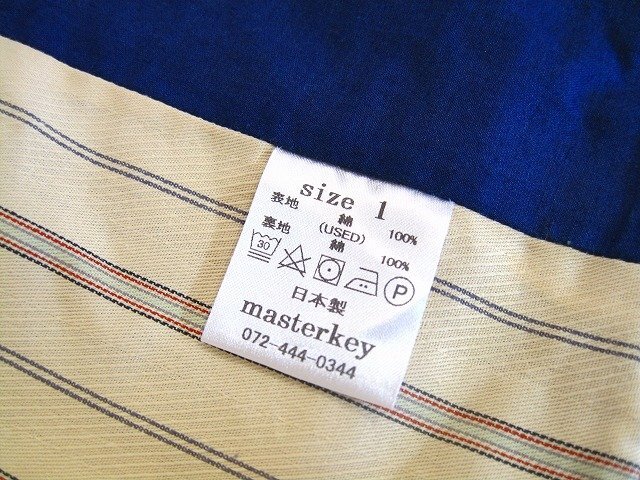 size 1
表地 綿 100%
(USED)
裏地 綿 100%
30 P
日本製
masterkey
072-444-0344